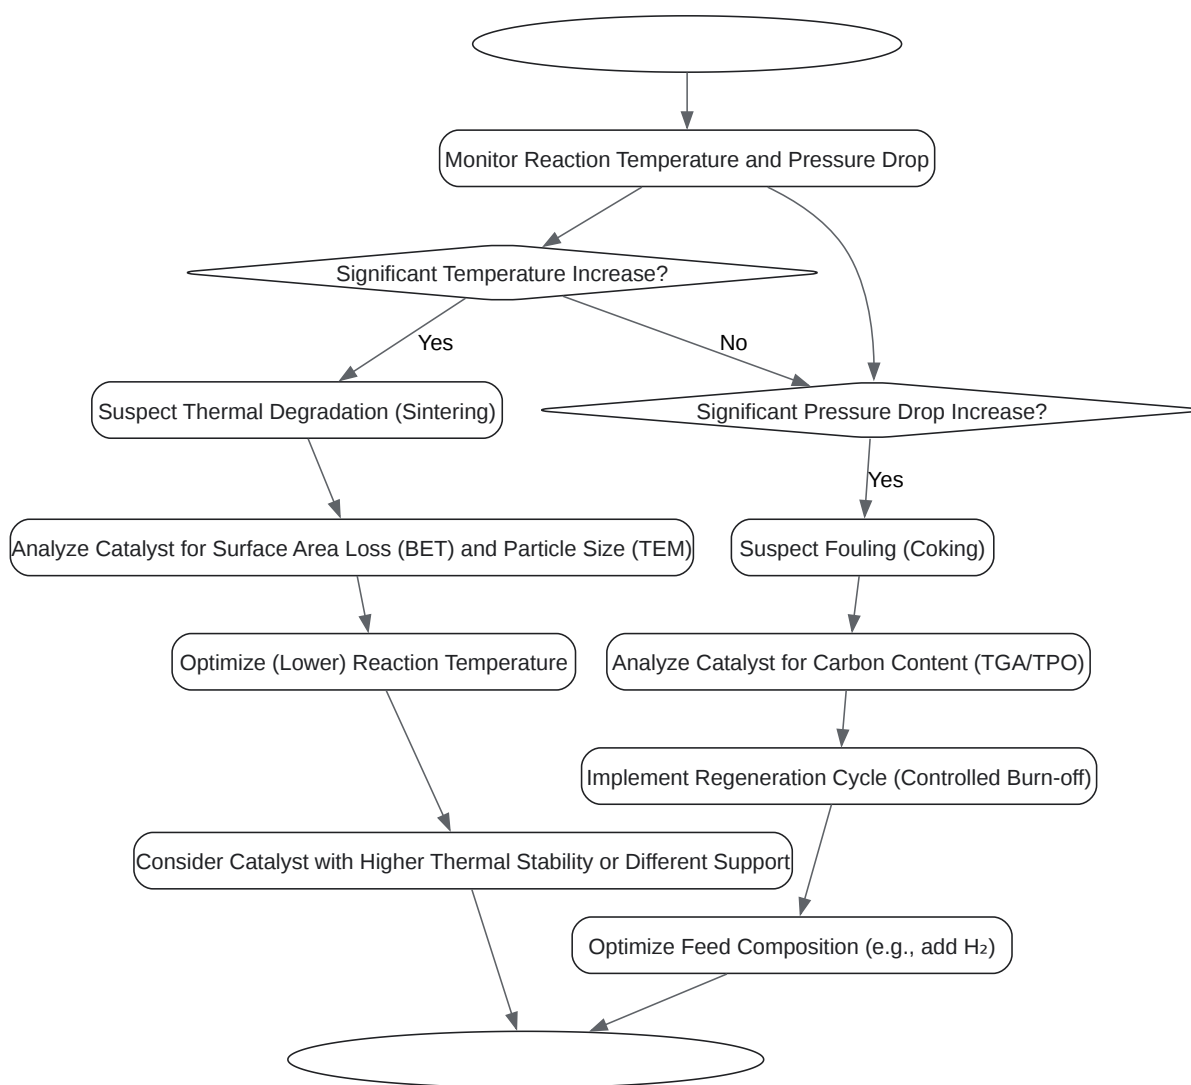 Monitor Reaction Temperature and Pressure Drop
Significant Temperature Increase?
Yes
No
Suspect Thermal Degradation (Sintering)
Significant Pressure Drop Increase?
Yes
Analyze Catalyst for Surface Area Loss (BET) and Particle Size (TEM)
Suspect Fouling (Coking)
Optimize (Lower) Reaction Temperature
Analyze Catalyst for Carbon Content (TGA/TPO)
Implement Regeneration Cycle (Controlled Burn-off)
Consider Catalyst with Higher Thermal Stability or Different Support
Optimize Feed Composition (e.g., add H₂)